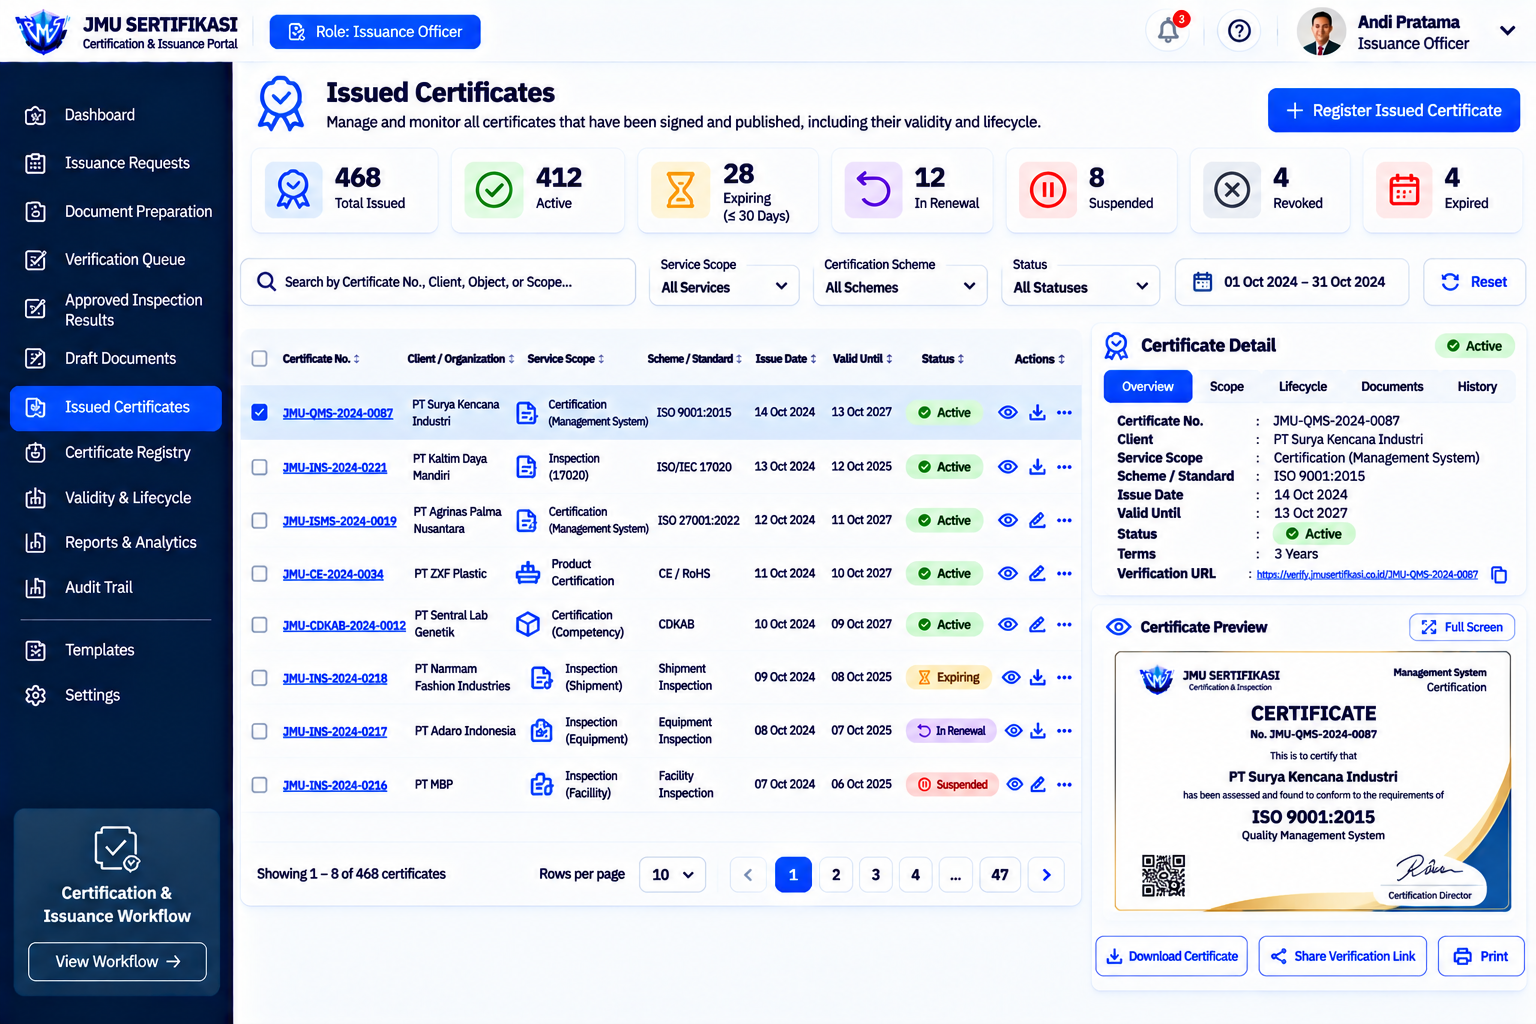 JMU SERTIFIKASI
Certification & Issuance Portal
Role: Issuance Officer
3
Andi Pratama
Issuance Officer
Dashboard
Issuance Requests
Document Preparation
Verification Queue
Approved Inspection
Results
Draft Documents
Issued Certificates
Certificate Registry
Validity & Lifecycle
Reports & Analytics
Audit Trail
Templates
Settings
Certification &
Issuance Workflow
View Workflow →
Issued Certificates
Manage and monitor all certificates that have been signed and published, including their validity and lifecycle.
+ Register Issued Certificate
468
Total Issued
412
Active
28
Expiring
(≤ 30 Days)
12
In Renewal
8
Suspended
4
Revoked
4
Expired
Search by Certificate No., Client, Object, or Scope...
Service Scope
All Services
Certification Scheme
All Schemes
Status
All Statuses
01 Oct 2024 – 31 Oct 2024
Reset
Certificate No. Client / Organization Service Scope Scheme / Standard Issue Date Valid Until Status Actions
JMU-QMS-2024-0087 PT Surya Kencana Industri Certification (Management System) ISO 9001:2015 14 Oct 2024 13 Oct 2027 Active
JMU-INS-2024-0221 PT Kaltim Daya Mandiri Inspection (17020) ISO/IEC 17020 13 Oct 2024 12 Oct 2025 Active
JMU-ISMS-2024-0019 PT Agrinas Palma Nusantara Certification (Management System) ISO 27001:2022 12 Oct 2024 11 Oct 2027 Active
JMU-CE-2024-0034 PT ZXF Plastic Product Certification CE / RoHS 11 Oct 2024 10 Oct 2027 Active
JMU-CDKAB-2024-0012 PT Sentral Lab Genetik Certification (Competency) CDKAB 10 Oct 2024 09 Oct 2027 Active
JMU-INS-2024-0218 PT Narmam Fashion Industries Inspection (Shipment) Shipment Inspection 09 Oct 2024 08 Oct 2025 Expiring
JMU-INS-2024-0217 PT Adaro Indonesia Inspection (Equipment) Equipment Inspection 08 Oct 2024 07 Oct 2025 In Renewal
JMU-INS-2024-0216 PT MBP Inspection (Facillity) Facility Inspection 07 Oct 2024 06 Oct 2025 Suspended
Showing 1 – 8 of 468 certificates
Rows per page 10
1 2 3 4 ... 47
Certificate Detail
Active
Overview Scope Lifecycle Documents History
Certificate No. : JMU-QMS-2024-0087
Client : PT Surya Kencana Industri
Service Scope : Certification (Management System)
Scheme / Standard : ISO 9001:2015
Issue Date : 14 Oct 2024
Valid Until : 13 Oct 2027
Status : Active
Terms : 3 Years
Verification URL : https://verify.jmusertifikasi.co.id/JMU-QMS-2024-0087
Certificate Preview
Full Screen
JMU SERTIFIKASI
Certification & Inspection
Management System
Certification
CERTIFICATE
No. JMU-QMS-2024-0087
This is to certify that
PT Surya Kencana Industri
has been assessed and found to conform to the requirements of
ISO 9001:2015
Quality Management System
Certification Director
Download Certificate
Share Verification Link
Print